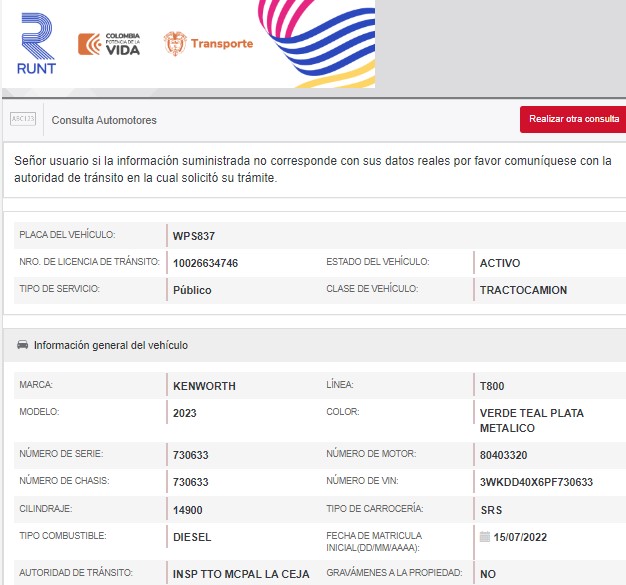 RUNT
COLOMBIA
POTENCIA DE LA
VIDA
Transporte
Consulta Automotores
Realizar otra consulta
Señor usuario si la información suministrada no corresponde con sus datos reales por favor comuníquese con la
autoridad de tránsito en la cual solicitó su trámite.
PLACA DEL VEHÍCULO: WPS837
NRO. DE LICENCIA DE TRÁNSITO: 10026634746 ESTADO DEL VEHÍCULO: ACTIVO
TIPO DE SERVICIO: Público CLASE DE VEHÍCULO: TRACTOCAMION
Información general del vehículo
MARCA: KENWORTH LÍNEA: T800
MODELO: 2023 COLOR: VERDE TEAL PLATA
METALICO
NÚMERO DE SERIE: 730633 NÚMERO DE MOTOR: 80403320
NÚMERO DE CHASIS: 730633 NÚMERO DE VIN: 3WKDD40X6PF730633
CILINDRAJE: 14900 TIPO DE CARROCERÍA: SRS
TIPO COMBUSTIBLE: DIESEL FECHA DE MATRICULA
INICIAL(DD/MM/AAAA): 15/07/2022
AUTORIDAD DE TRÁNSITO: INSP TTO MCPAL LA CEJA GRAVÁMENES A LA PROPIEDAD: NO